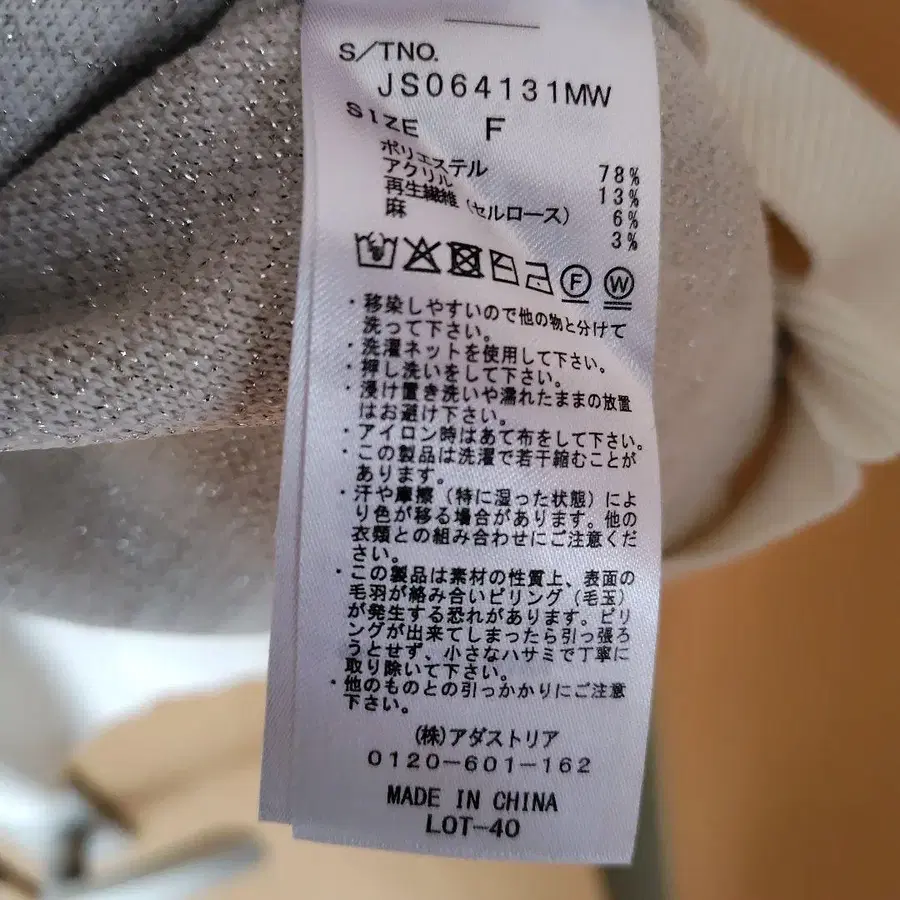 S/TNO.
JS064131MW
SIZE F
ポリエステル 78%
アクリル 13%
再生繊維(セルロース) 6%
麻 3%
F W
・移染しやすいので他の物と分けて
洗って下さい。
・洗濯ネットを使用して下さい。
・押し洗いをして下さい。
・浸け置き洗いや濡れたままの放置
はお避け下さい。
・アイロン時はあて布をして下さい。
・この製品は洗濯で若干縮むことが
あります。
・汗や摩擦(特に湿った状態)によ
り色が移る場合があります。他の
衣類との組み合わせにご注意くだ
さい。
・この製品は素材の性質上、表面の
毛羽が絡み合いピリング(毛玉)
が発生する恐れがあります。ピリ
ングが出来てしまったら引っ張ろ
うとせず、小さなハサミで丁寧に
取り除いて下さい。
・他のものとの引っかかりにご注意
下さい。
(株)アダストリア
0120-601-162
MADE IN CHINA
LOT-40